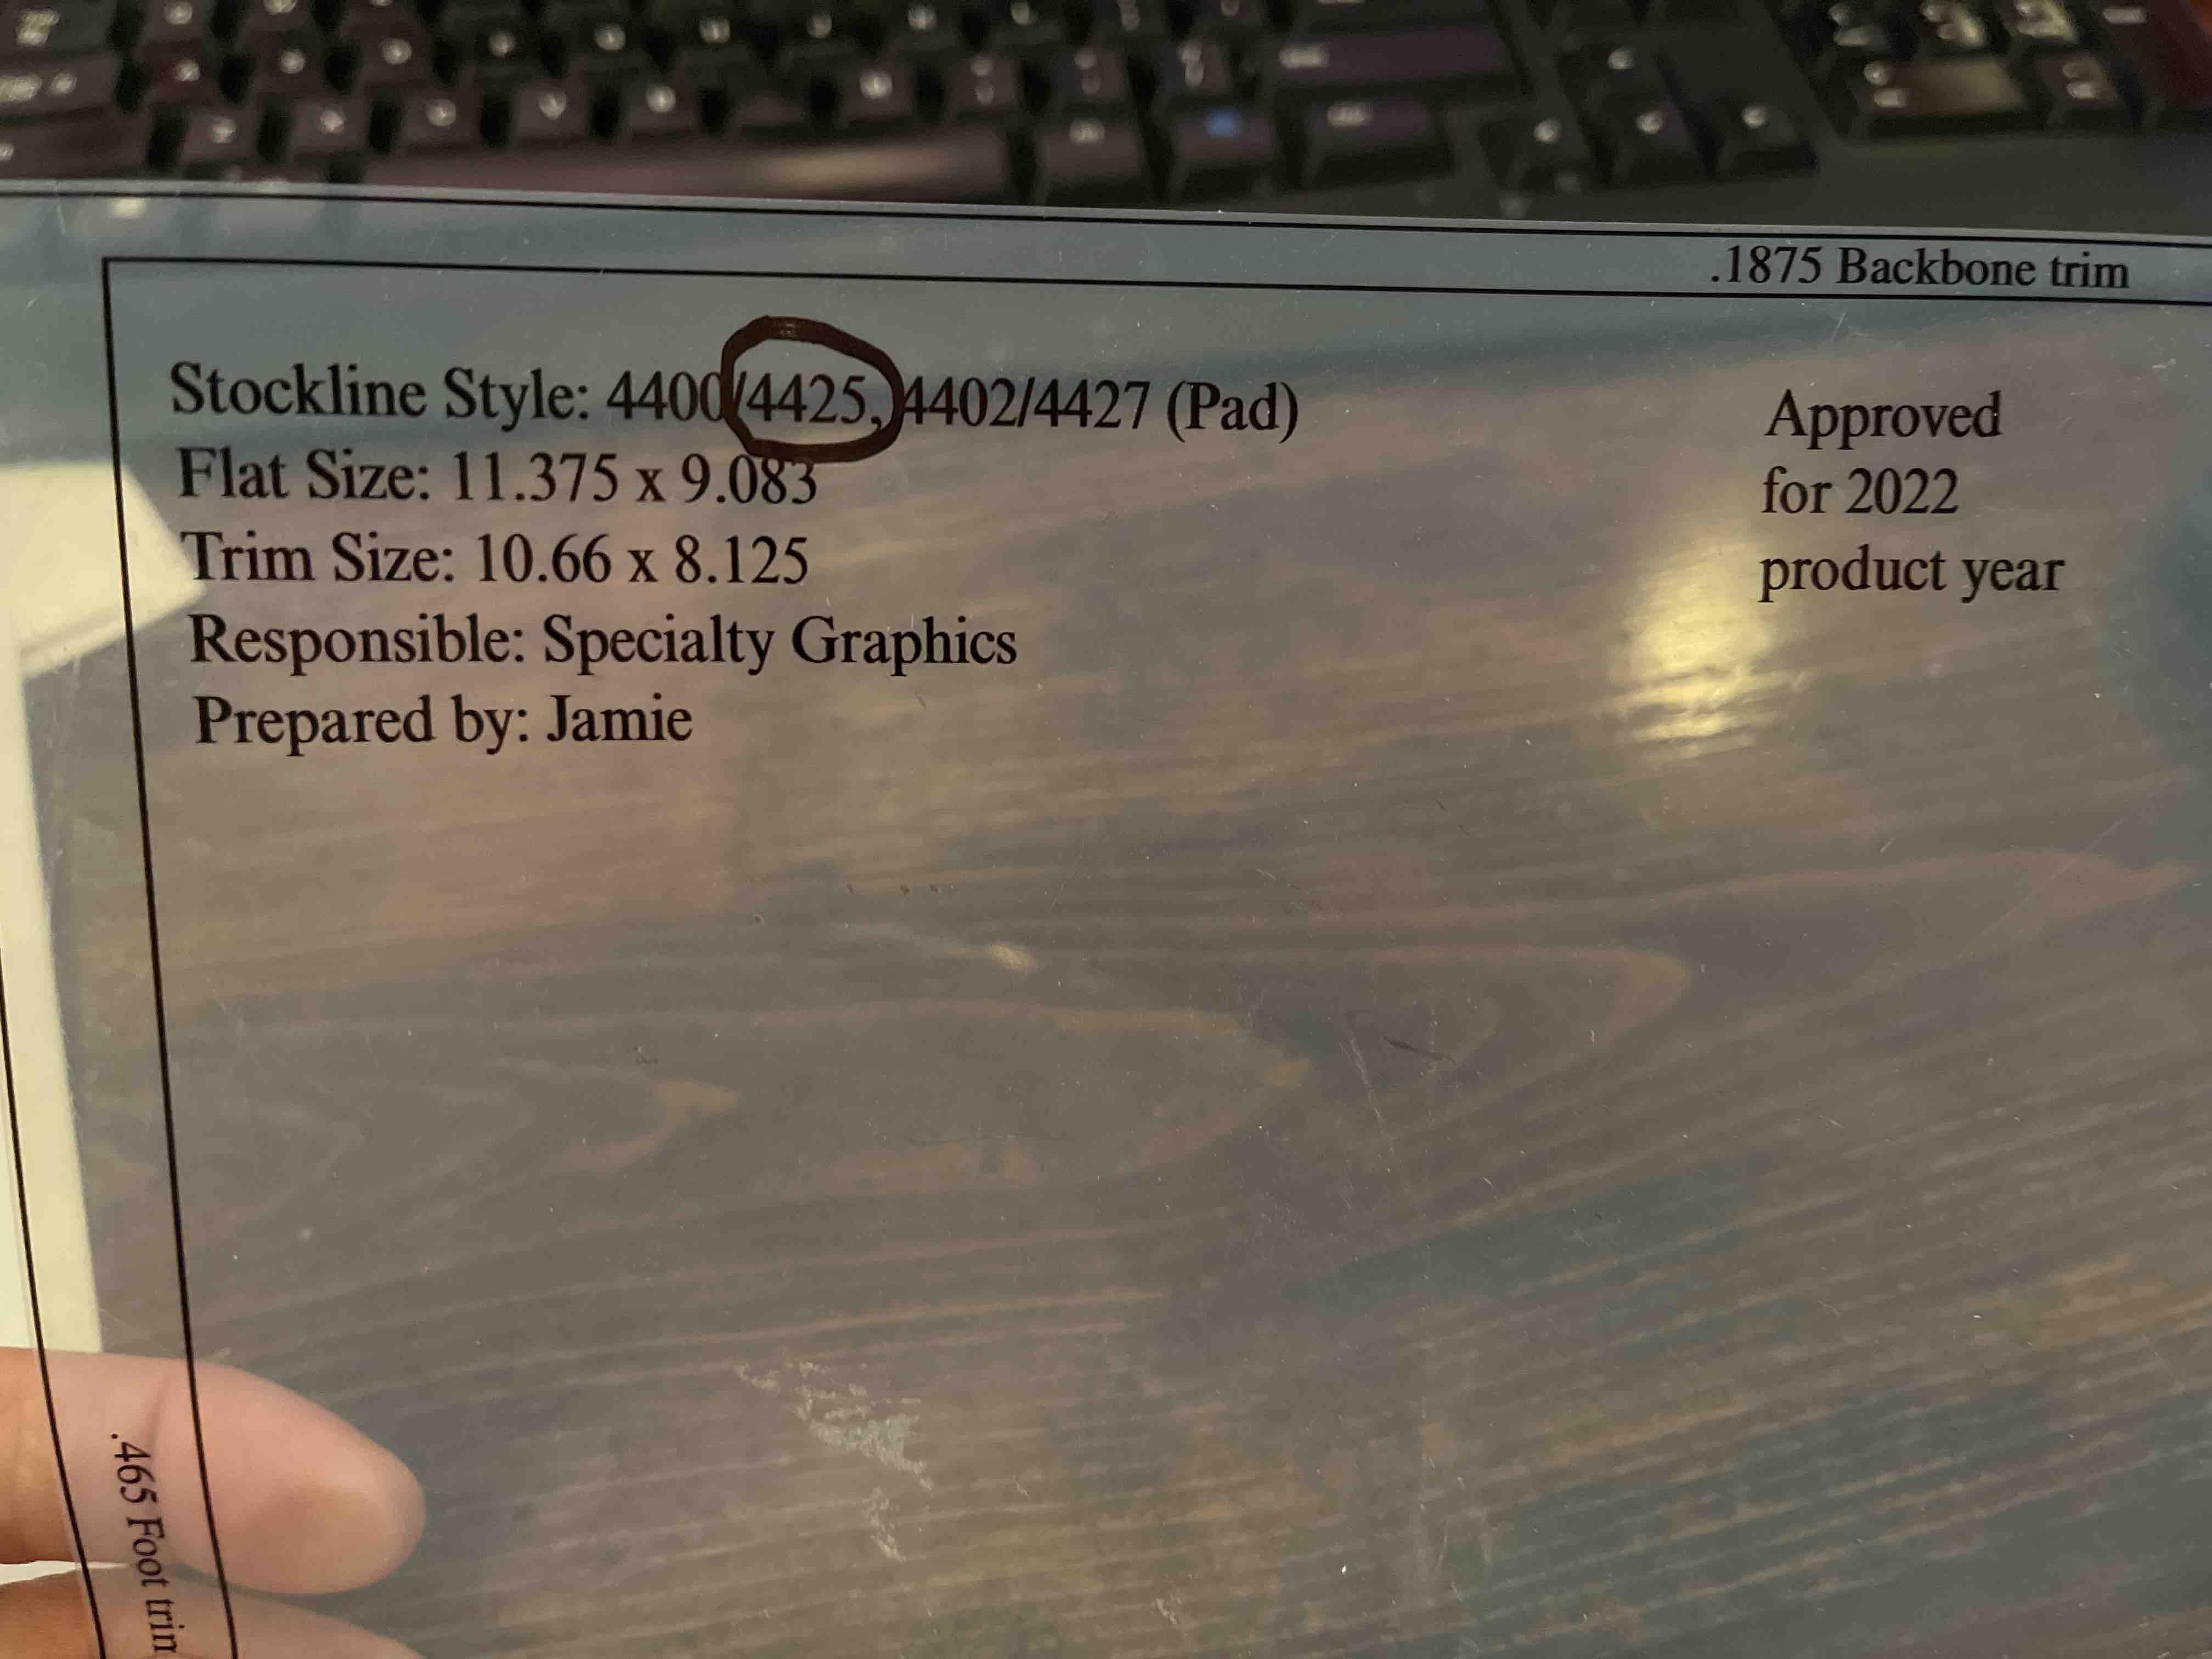 .1875 Backbone trim
Stockline Style: 4400/4425, 4402/4427 (Pad)
Flat Size: 11.375 x 9.083
Trim Size: 10.66 x 8.125
Responsible: Specialty Graphics
Prepared by: Jamie
Approved
for 2022
product year
.465 Foot trim